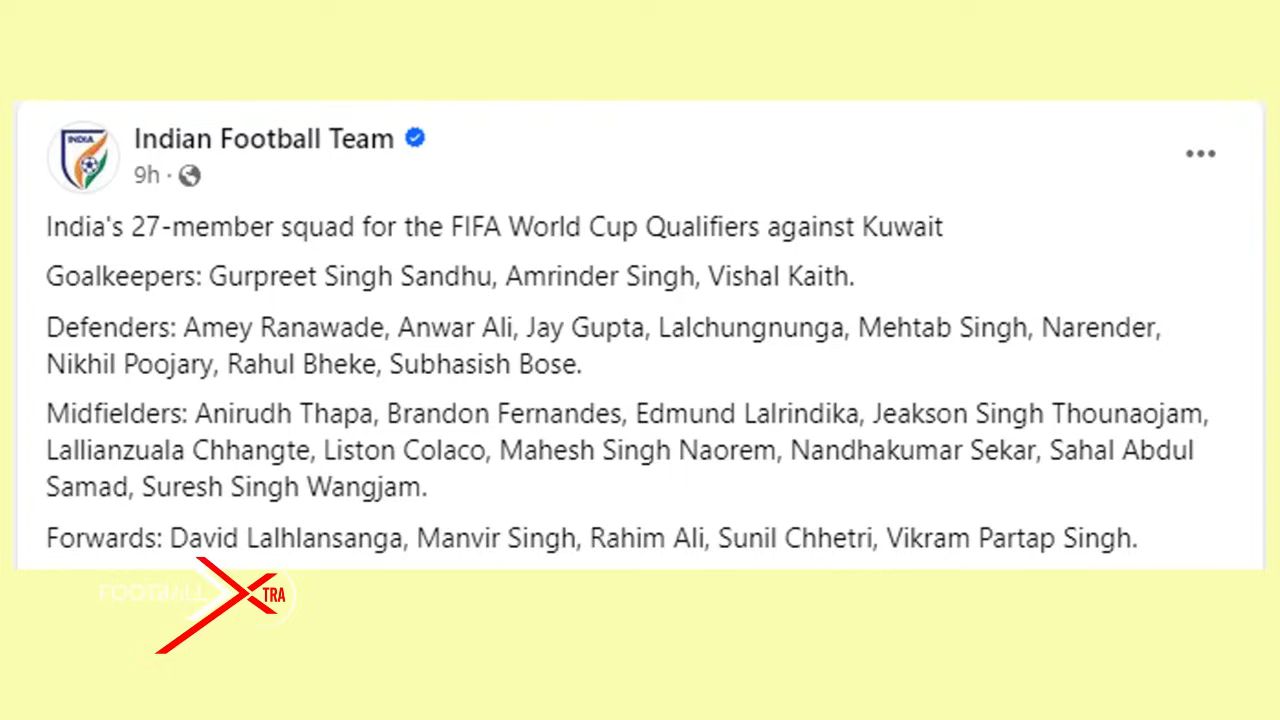 INDIA
Indian Football Team
9h ·
India's 27-member squad for the FIFA World Cup Qualifiers against Kuwait
Goalkeepers: Gurpreet Singh Sandhu, Amrinder Singh, Vishal Kaith.
Defenders: Amey Ranawade, Anwar Ali, Jay Gupta, Lalchungnunga, Mehtab Singh, Narender,
Nikhil Poojary, Rahul Bheke, Subhasish Bose.
Midfielders: Anirudh Thapa, Brandon Fernandes, Edmund Lalrindika, Jeakson Singh Thounaojam,
Lallianzuala Chhangte, Liston Colaco, Mahesh Singh Naorem, Nandhakumar Sekar, Sahal Abdul
Samad, Suresh Singh Wangjam.
Forwards: David Lalhlansanga, Manvir Singh, Rahim Ali, Sunil Chhetri, Vikram Partap Singh.
FOOTBALL XTRA